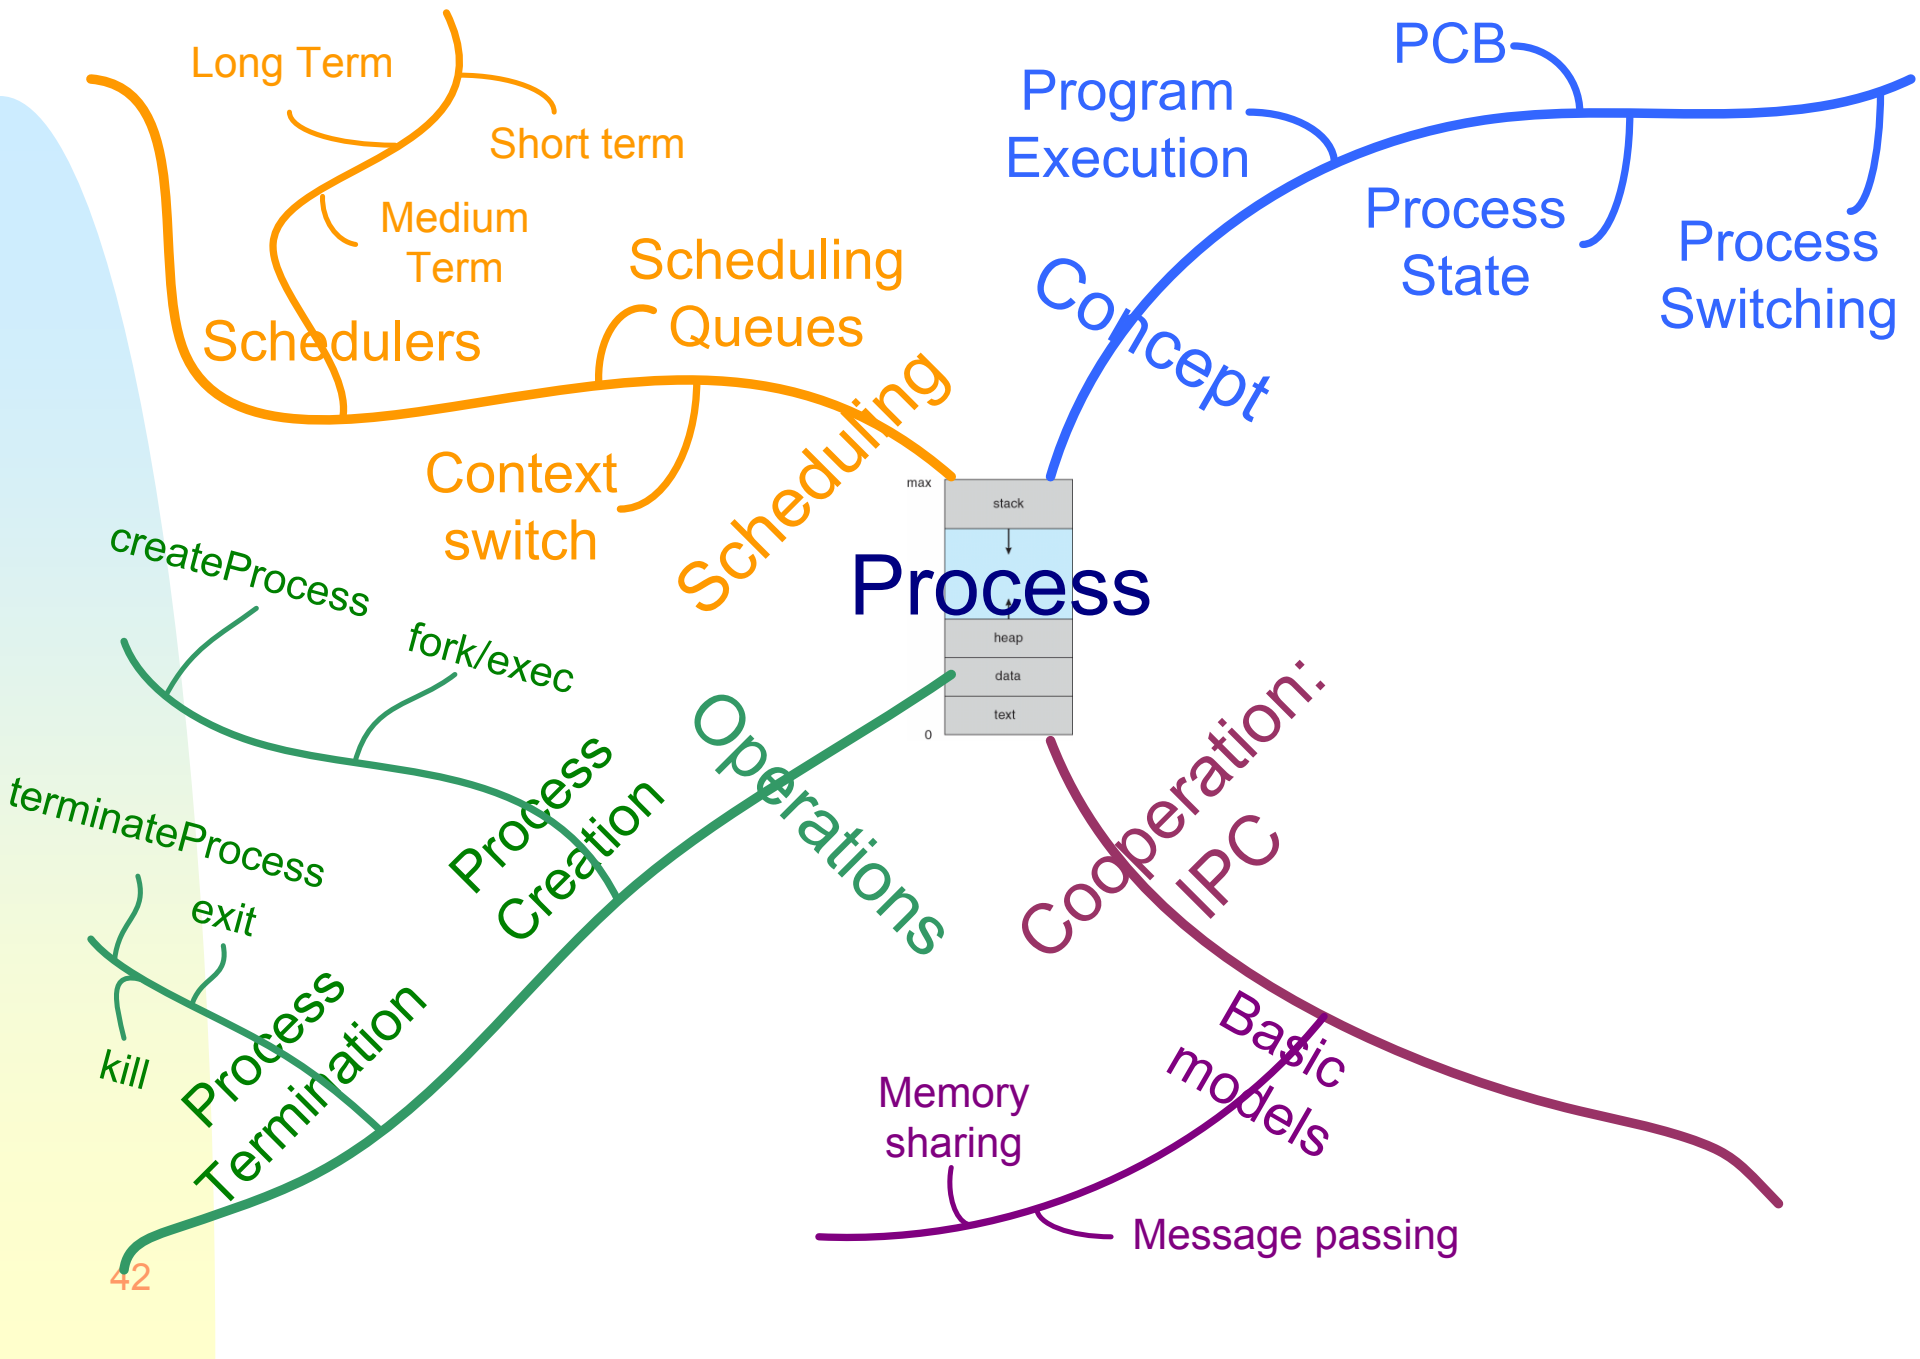 Long Term
Short term
Medium
Term
Schedulers
Scheduling
Queues
Context
switch
Scheduling
PCB
Program
Execution
Process
State
Process
Switching
Concept
max
stack
Process
heap
data
text
0
createProcess
fork/exec
Process
Creation
Operations
terminateProcess
exit
kill
Process
Termination
Cooperation:
IPC
Basic
models
Memory
sharing
Message passing
42